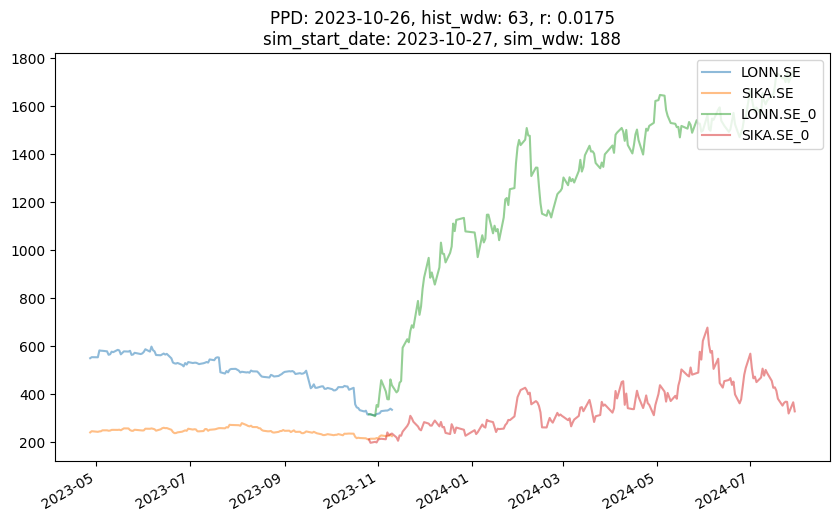 PPD: 2023-10-26, hist_wdw: 63, r: 0.0175
sim_start_date: 2023-10-27, sim_wdw: 188
1800
1600
1400
1200
1000
800
600
400
200
LONN.SE
SIKA.SE
LONN.SE_0
SIKA.SE_0
2023-05
2023-07
2023-09
2023-11
2024-01
2024-03
2024-05
2024-07